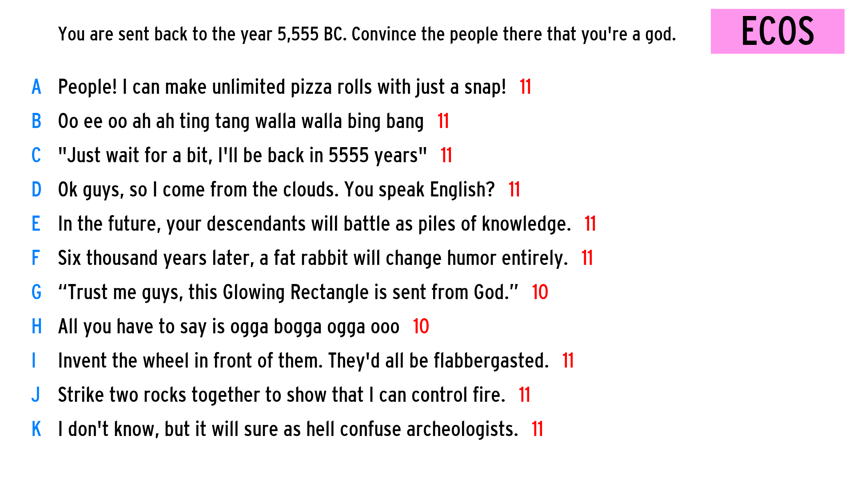 You are sent back to the year 5,555 BC. Convince the people there that you're a god.
ECOS
A People! I can make unlimited pizza rolls with just a snap! 11
B Oo ee oo ah ah ting tang walla walla bing bang 11
C "Just wait for a bit, I'll be back in 5555 years" 11
D Ok guys, so I come from the clouds. You speak English? 11
E In the future, your descendants will battle as piles of knowledge. 11
F Six thousand years later, a fat rabbit will change humor entirely. 11
G “Trust me guys, this Glowing Rectangle is sent from God.” 10
H All you have to say is ogga bogga ogga ooo 10
I Invent the wheel in front of them. They'd all be flabbergasted. 11
J Strike two rocks together to show that I can control fire. 11
K I don't know, but it will sure as hell confuse archeologists. 11